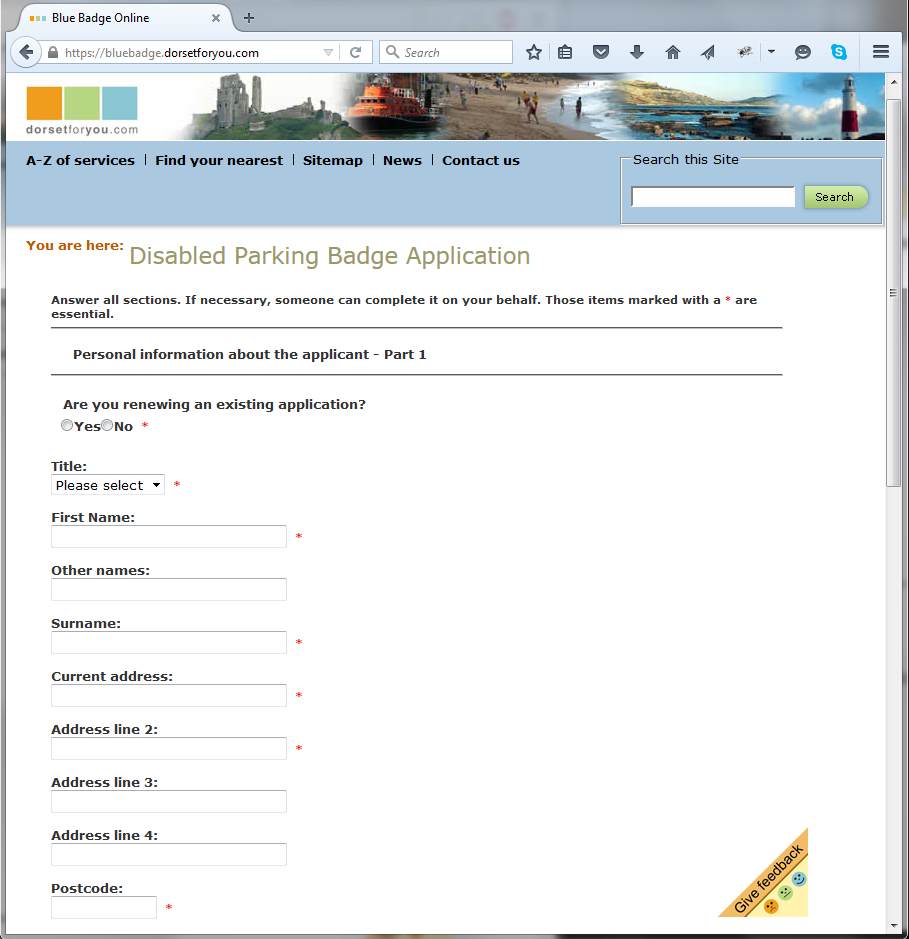 Blue Badge Online
https://bluebadge.dorsetforyou.com
Search
dorsetforyou.com
A-Z of services | Find your nearest | Sitemap | News | Contact us
Search this Site
Search
You are here:
Disabled Parking Badge Application
Answer all sections. If necessary, someone can complete it on your behalf. Those items marked with a * are
essential.
Personal information about the applicant - Part 1
Are you renewing an existing application?
Yes No *
Title:
Please select *
First Name:
*
Other names:
Surname:
*
Current address:
*
Address line 2:
*
Address line 3:
Address line 4:
Postcode:
*
Give feedback